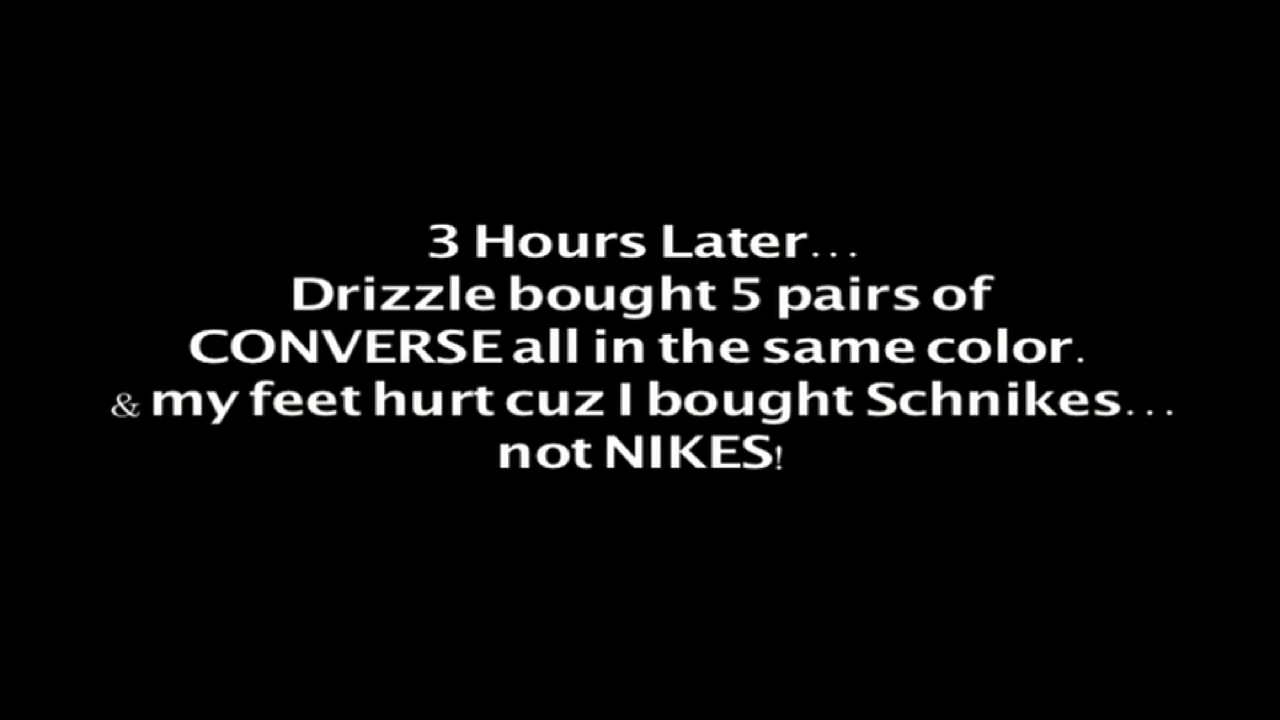 3 Hours Later...
Drizzle bought 5 pairs of
CONVERSE all in the same color.
& my feet hurt cuz I bought Schnikes...
not NIKES!